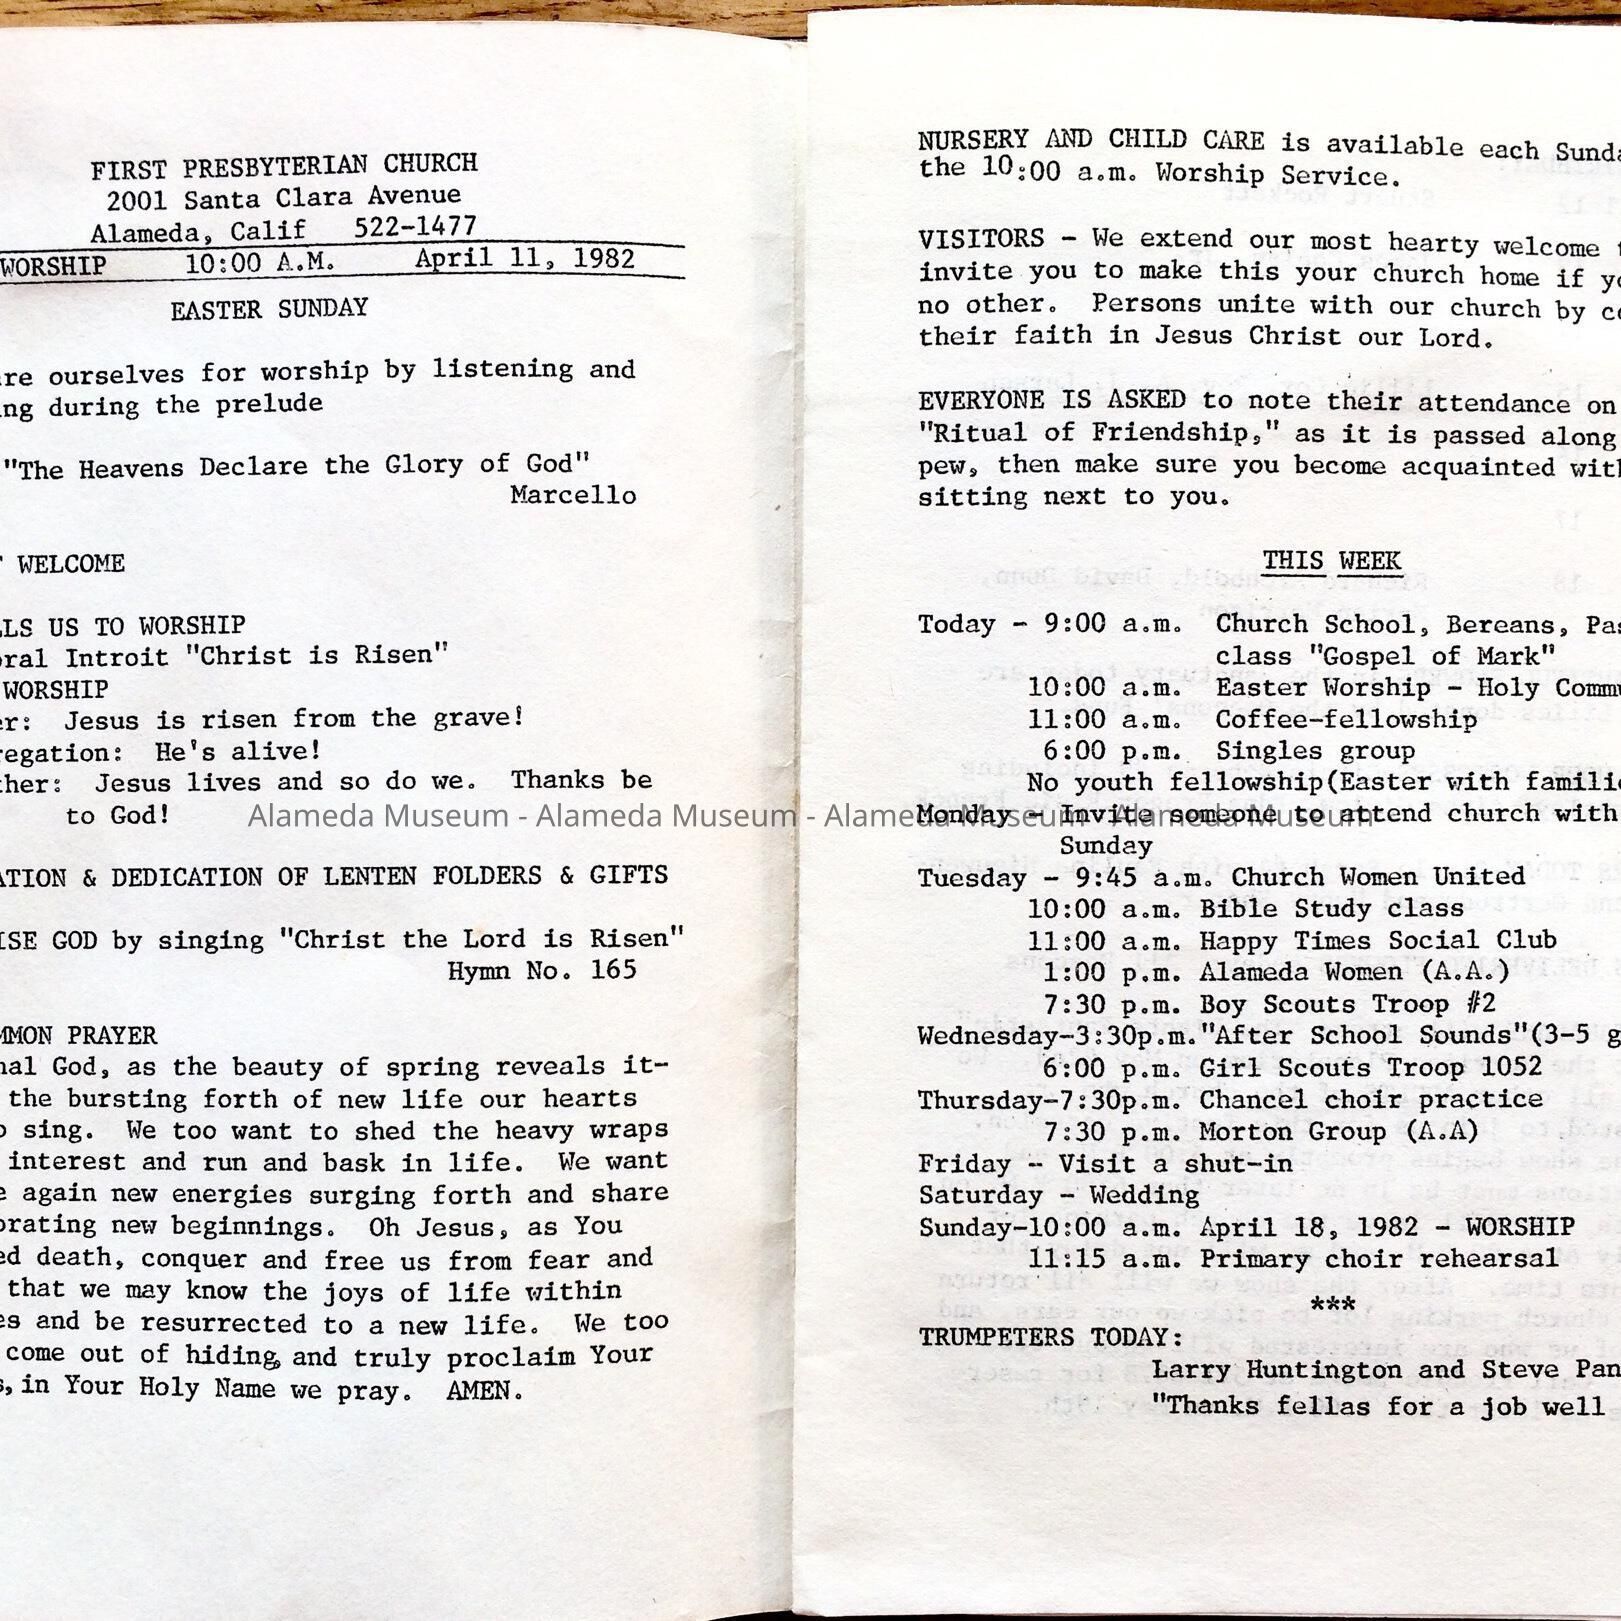 FIRST PRESBYTERIAN CHURCH
2001 Santa Clara Avenue
Alameda, Calif 522-1477
WORSHIP 10:00 A.M. April 11, 1982
EASTER SUNDAY
are ourselves for worship by listening and
ng during the prelude
"The Heavens Declare the Glory of God"
Marcello
WELCOME
LLS US TO WORSHIP
oral Introit "Christ is Risen"
WORSHIP
er: Jesus is risen from the grave!
regation: He's alive!
ther: Jesus lives and so do we. Thanks be
to God!
ATION & DEDICATION OF LENTEN FOLDERS & GIFTS
ISE GOD by singing "Christ the Lord is Risen"
Hymn No. 165
MMON PRAYER
nal God, as the beauty of spring reveals it-
the bursting forth of new life our hearts
o sing. We too want to shed the heavy wraps
interest and run and bask in life. We want
e again new energies surging forth and share
brating new beginnings. Oh Jesus, as You
ed death, conquer and free us from fear and
that we may know the joys of life within
es and be resurrected to a new life. We too
come out of hiding, and truly proclaim Your
s, in Your Holy Name we pray. AMEN.
NURSERY AND CHILD CARE is available each Sunda
the 10:00 a.m. Worship Service.
VISITORS - We extend our most hearty welcome
invite you to make this your church home if yo
no other. Persons unite with our church by co
their faith in Jesus Christ our Lord.
EVERYONE IS ASKED to note their attendance on
"Ritual of Friendship," as it is passed along
pew, then make sure you become acquainted with
sitting next to you.
THIS WEEK
Today - 9:00 a.m. Church School, Bereans, Pas
class "Gospel of Mark"
10:00 a.m. Easter Worship - Holy Commu
11:00 a.m. Coffee-fellowship
6:00 p.m. Singles group
No youth fellowship(Easter with familie
Monday - Invite someone to attend church with
Sunday
Tuesday - 9:45 a.m. Church Women United
10:00 a.m. Bible Study class
11:00 a.m. Happy Times Social Club
1:00 p.m. Alameda Women (A.A.)
7:30 p.m. Boy Scouts Troop #2
Wednesday-3:30p.m."After School Sounds"(3-5 g
6:00 p.m. Girl Scouts Troop 1052
Thursday-7:30p.m. Chancel choir practice
7:30 p.m. Morton Group (A.A)
Friday - Visit a shut-in
Saturday - Wedding
Sunday-10:00 a.m. April 18, 1982 - WORSHIP
11:15 a.m. Primary choir rehearsal
***
TRUMPETERS TODAY:
Larry Huntington and Steve Pan
"Thanks fellas for a job well
Alameda Museum - Alameda Museum - Alameda Museum - Alameda Museum